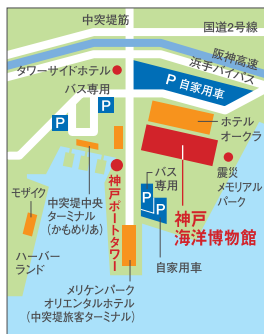 中突堤筋
国道2号線
阪神高速
浜手バイパス
タワーサイドホテル
P 自家用車
バス専用
P
P
ホテル
オークラ
中突堤中央
ターミナル
(かもめりあ)
神戸ポートタワー
バス
専用
P
P
神戸
海洋博物館
震災
メモリアル
パーク
モザイク
ハーバー
ランド
自家用車
メリケンパーク
オリエンタルホテル
(中突堤旅客ターミナル)